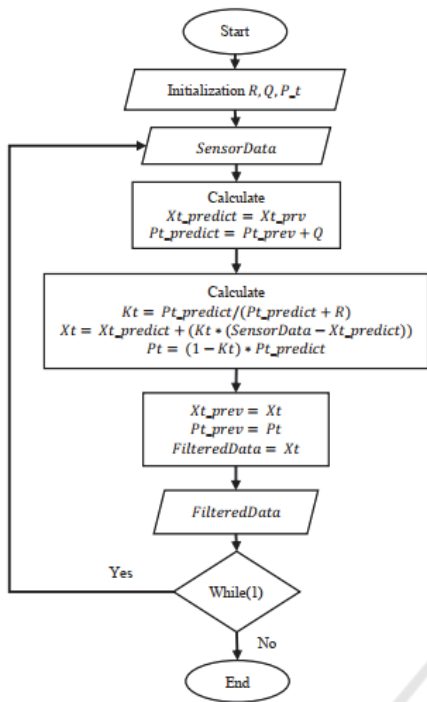 Start
Initialization R, Q, P_t
SensorData
Calculate
Xt_predict = Xt_prv
Pt_predict = Pt_prev + Q
Calculate
Kt = Pt_predict/(Pt_predict + R)
Xt = Xt_predict + (Kt * (SensorData − Xt_predict))
Pt = (1 − Kt) * Pt_predict
Xt_prev = Xt
Pt_prev = Pt
FilteredData = Xt
FilteredData
Yes
While(1)
No
End